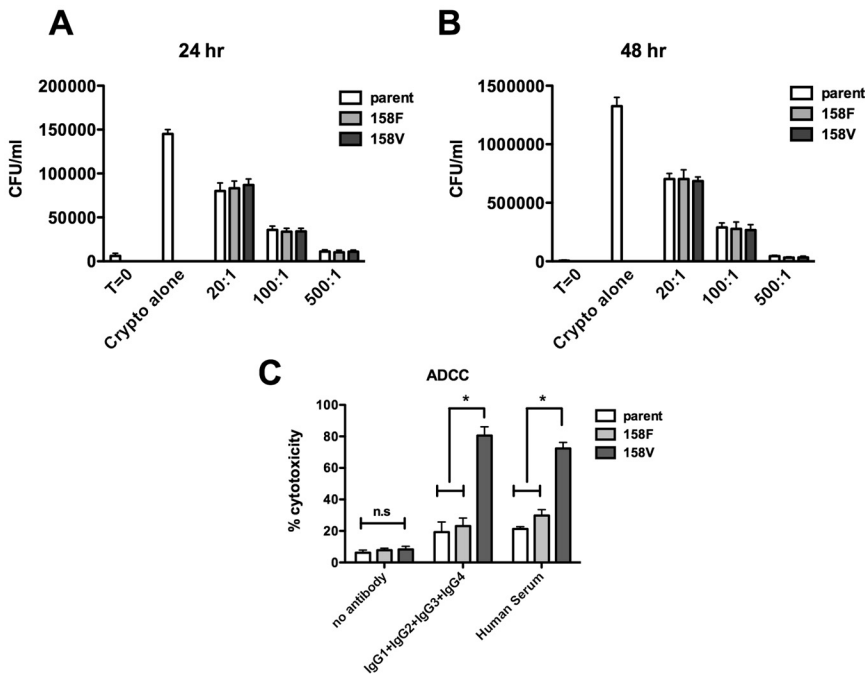 A
24 hr
CFU/ml
200000
150000
100000
50000
0
T=0
Crypto alone
20:1
100:1
500:1
parent
158F
158V
B
48 hr
CFU/ml
1500000
1000000
500000
0
T=0
Crypto alone
20:1
100:1
500:1
parent
158F
158V
C
ADCC
% cytotoxicity
100
80
60
40
20
0
n.s
*
*
no antibody
IgG1+IgG2+IgG3+IgG4
Human Serum
parent
158F
158V